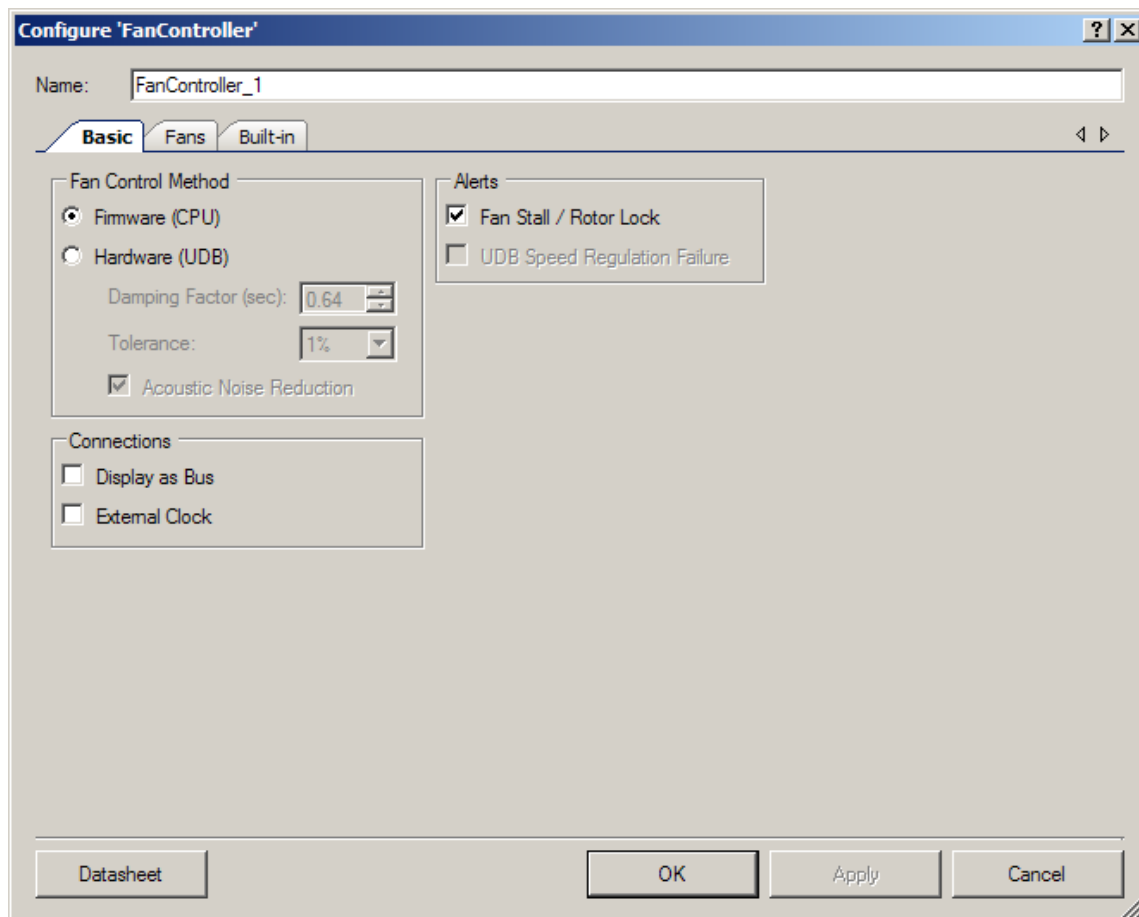 Configure 'FanController'
Name: FanController_1
Basic Fans Built-in
Fan Control Method
Firmware (CPU)
Hardware (UDB)
Damping Factor (sec): 0.64
Tolerance: 1%
Acoustic Noise Reduction
Connections
Display as Bus
External Clock
Alerts
Fan Stall / Rotor Lock
UDB Speed Regulation Failure
Datasheet OK Apply Cancel